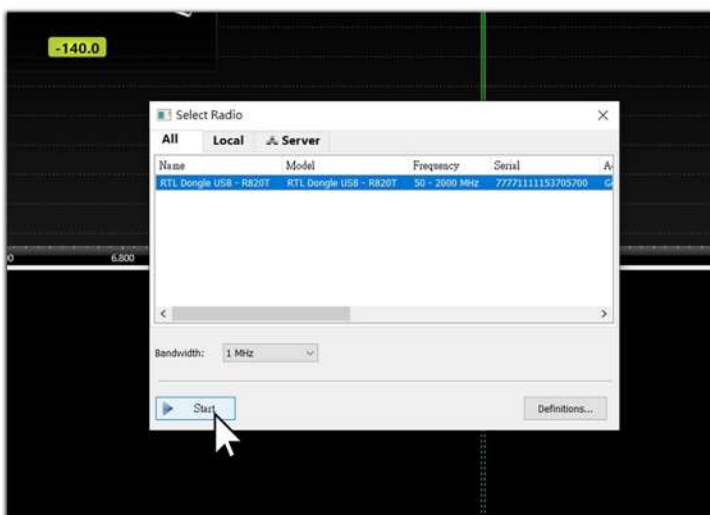 -140.0
Select Radio
All Local Server
Name Model Frequency Serial
RTL Dongle USB - R820T RTL Dongle USB - R820T 50 - 2000 MHz 77771111153705700
6.800
Bandwidth: 1 MHz
Start Definitions...